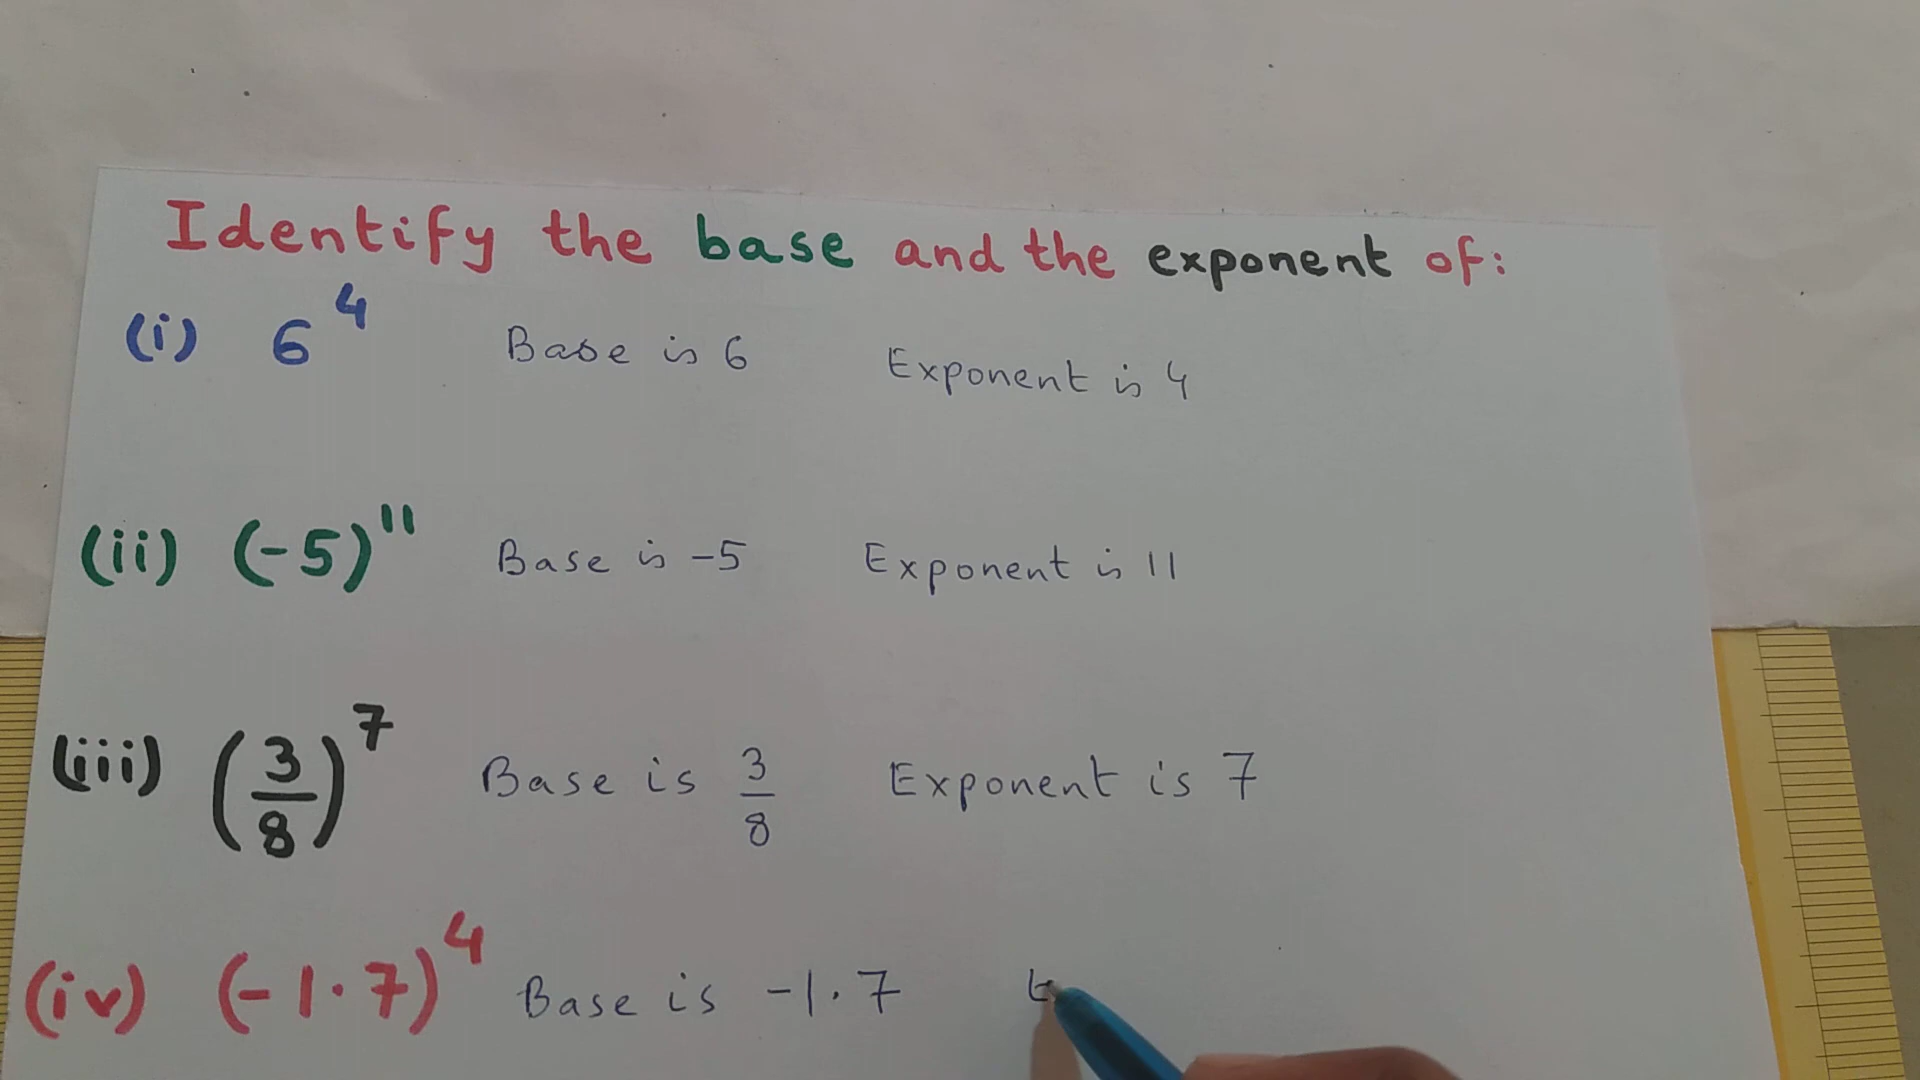 Identify the base and the exponent of:
(i) 6⁴ Base is 6 Exponent is 4
(ii) (-5)¹¹ Base is -5 Exponent is 11
(iii) (3/8)⁷ Base is 3/8 Exponent is 7
(iv) (-1.7)⁴ Base is -1.7